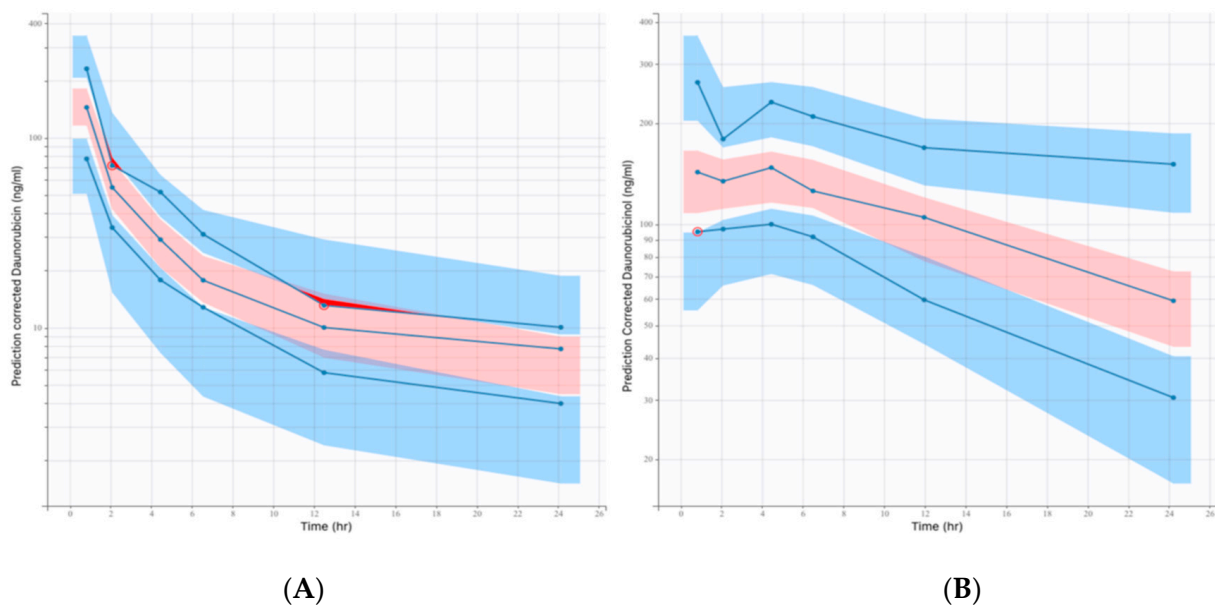 400
100
10
Prediction corrected Daunorubicin (ng/ml)
0 2 4 6 8 10 12 14 16 18 20 22 24 26
Time (hr)
(A)
400
300
200
100
90
80
70
60
50
40
30
20
Prediction Corrected Daunorubicinol (ng/ml)
0 2 4 6 8 10 12 14 16 18 20 22 24 26
Time (hr)
(B)